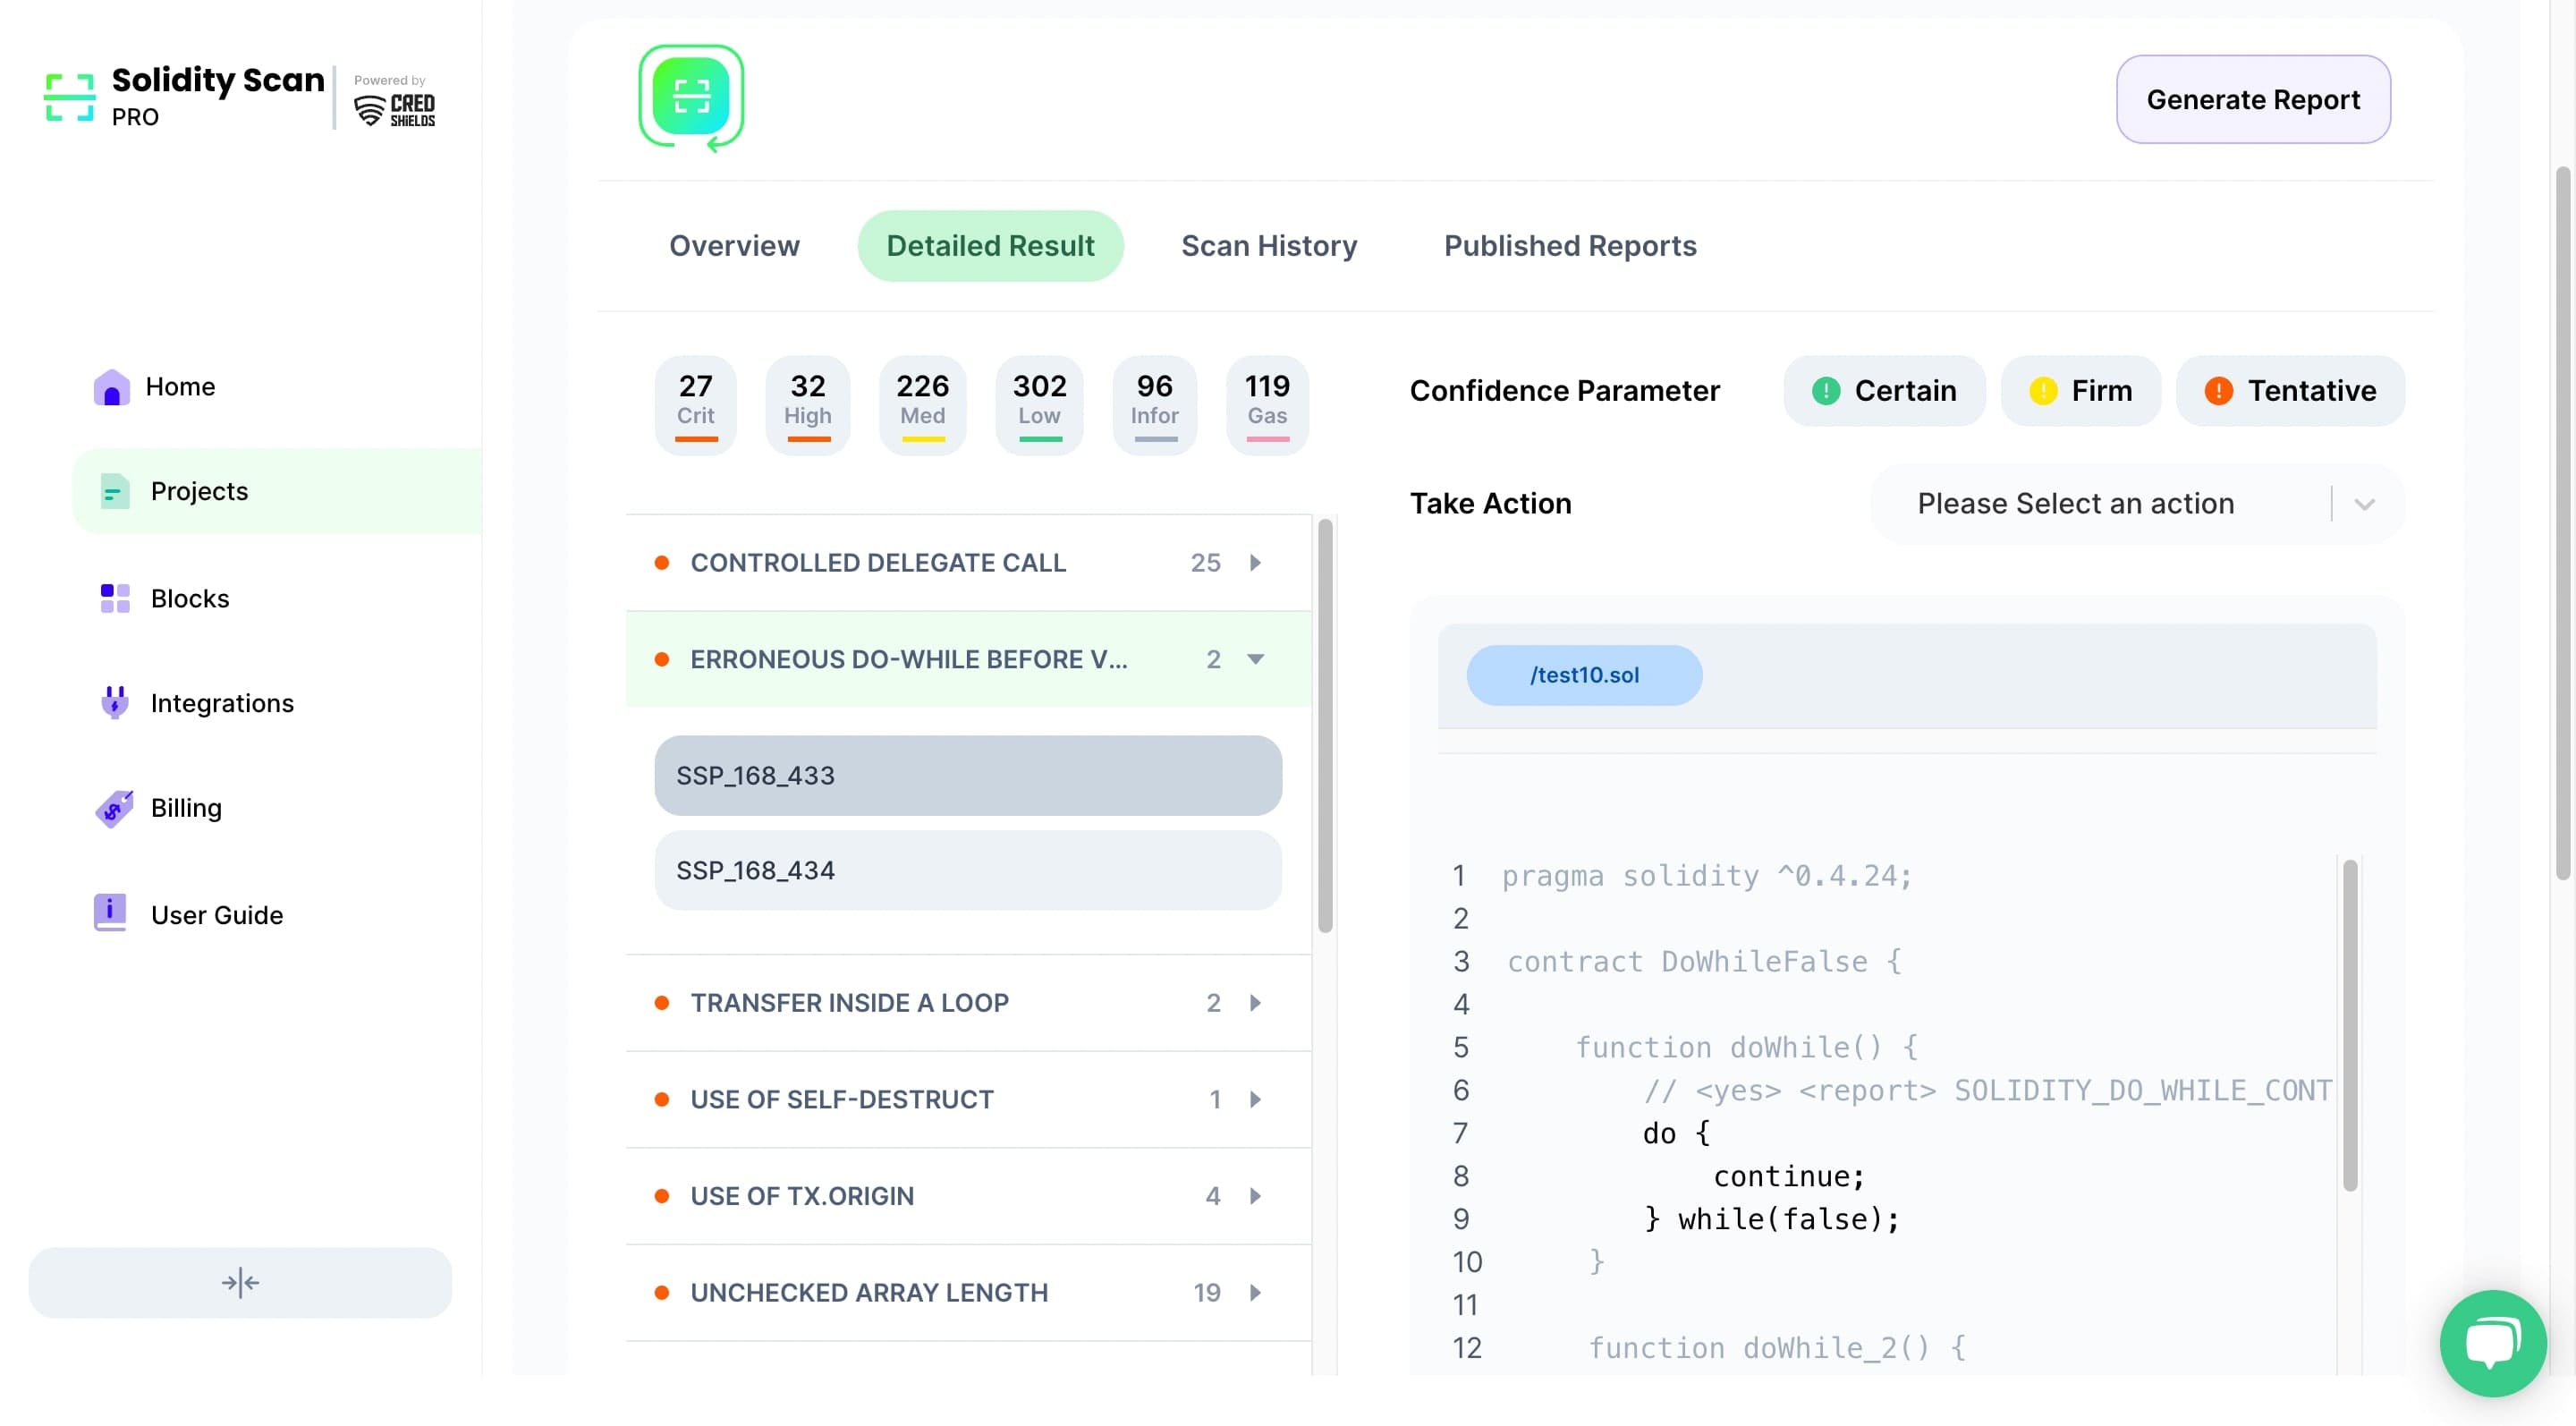 Solidity Scan
PRO
Powered by
CRED
SHiELDS
Home
Projects
Blocks
Integrations
Billing
User Guide
Generate Report
Overview
Detailed Result
Scan History
Published Reports
27
Crit
32
High
226
Med
302
Low
96
Infor
119
Gas
CONTROLLED DELEGATE CALL 25
ERRONEOUS DO-WHILE BEFORE V... 2
SSP_168_433
SSP_168_434
TRANSFER INSIDE A LOOP 2
USE OF SELF-DESTRUCT 1
USE OF TX.ORIGIN 4
UNCHECKED ARRAY LENGTH 19
Confidence Parameter
! Certain
! Firm
! Tentative
Take Action
Please Select an action
/test10.sol
1 pragma solidity ^0.4.24;
2
3 contract DoWhileFalse {
4
5 function doWhile() {
6 // <yes> <report> SOLIDITY_DO_WHILE_CONT
7 do {
8 continue;
9 } while(false);
10 }
11
12 function doWhile_2() {